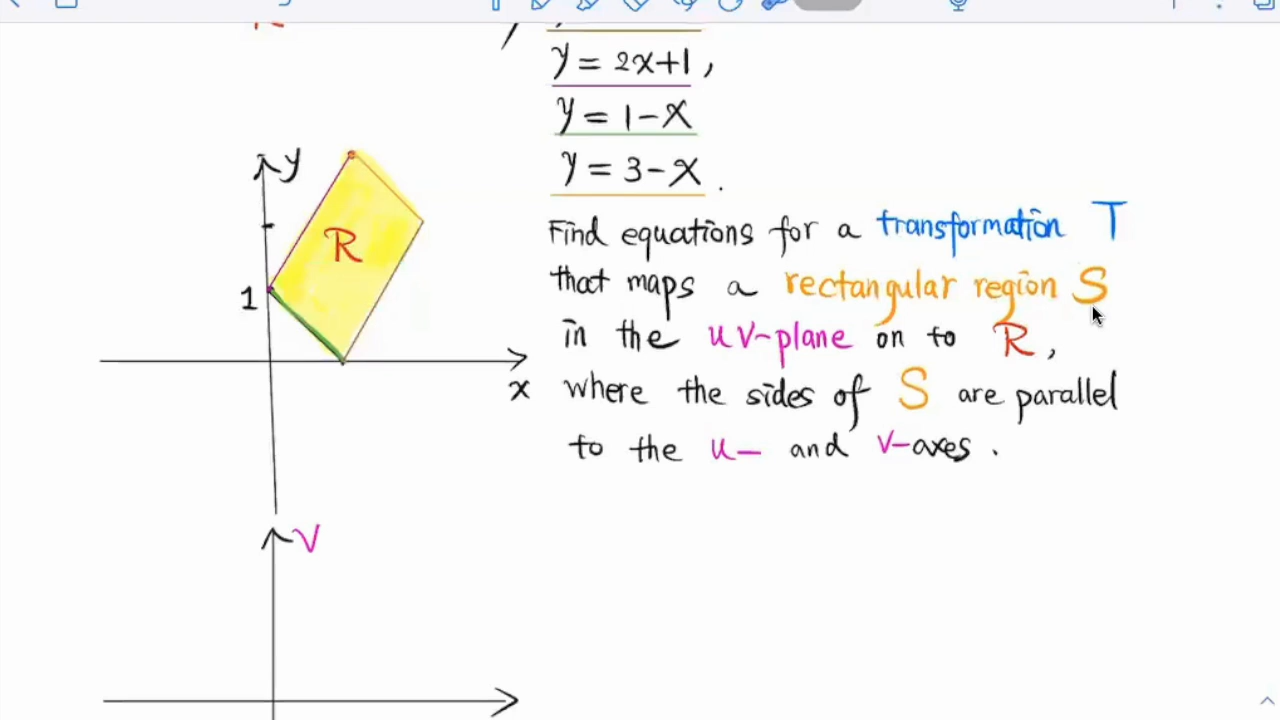 y = 2x+1,
y = 1-x
y = 3-x.
y
R
1
x
Find equations for a transformation T
that maps a rectangular region S
in the uv-plane on to R,
where the sides of S are parallel
to the u- and v-axes.
v